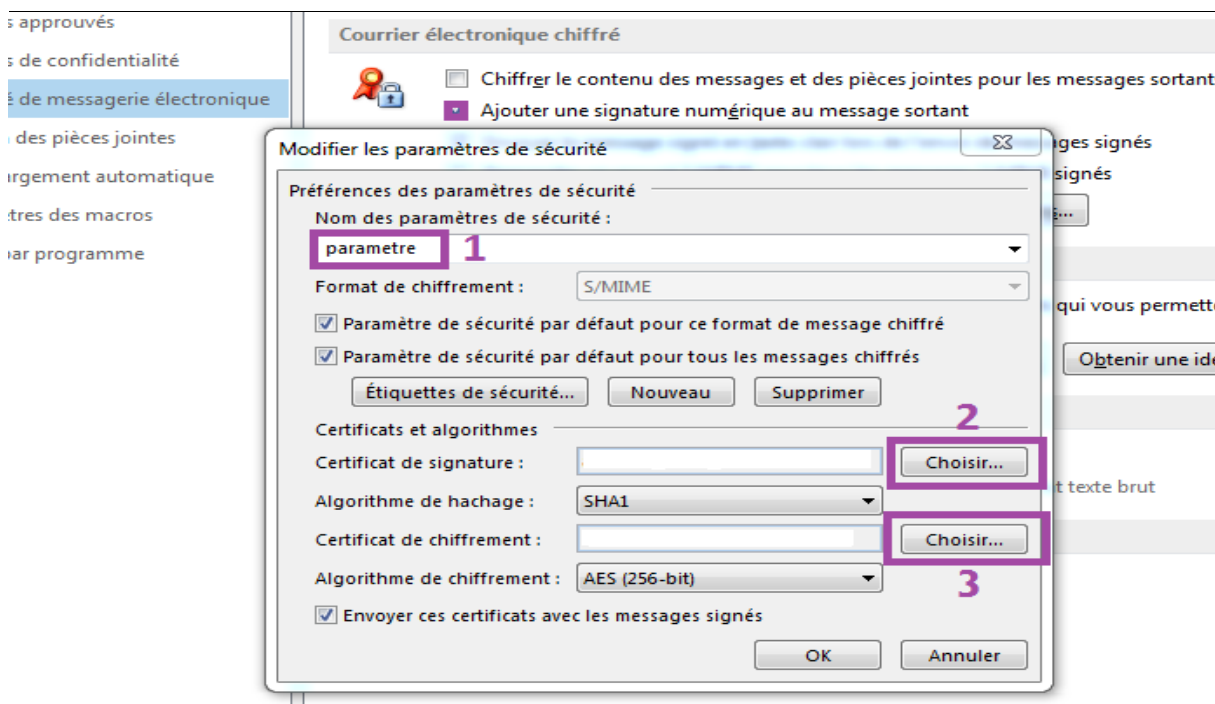 s approuvés
s de confidentialité
é de messagerie électronique
des pièces jointes
argement automatique
tres des macros
par programme
Courrier électronique chiffré
Chiffrer le contenu des messages et des pièces jointes pour les messages sortant
Ajouter une signature numérique au message sortant
ages signés
signés
s...
qui vous permett
Obtenir une ide
t texte brut
Modifier les paramètres de sécurité
Préférences des paramètres de sécurité
Nom des paramètres de sécurité :
parametre 1
Format de chiffrement : S/MIME
Paramètre de sécurité par défaut pour ce format de message chiffré
Paramètre de sécurité par défaut pour tous les messages chiffrés
Étiquettes de sécurité... Nouveau Supprimer
2
Certificats et algorithmes
Certificat de signature : Choisir...
Algorithme de hachage : SHA1
Certificat de chiffrement : Choisir...
Algorithme de chiffrement : AES (256-bit)
3
Envoyer ces certificats avec les messages signés
OK Annuler